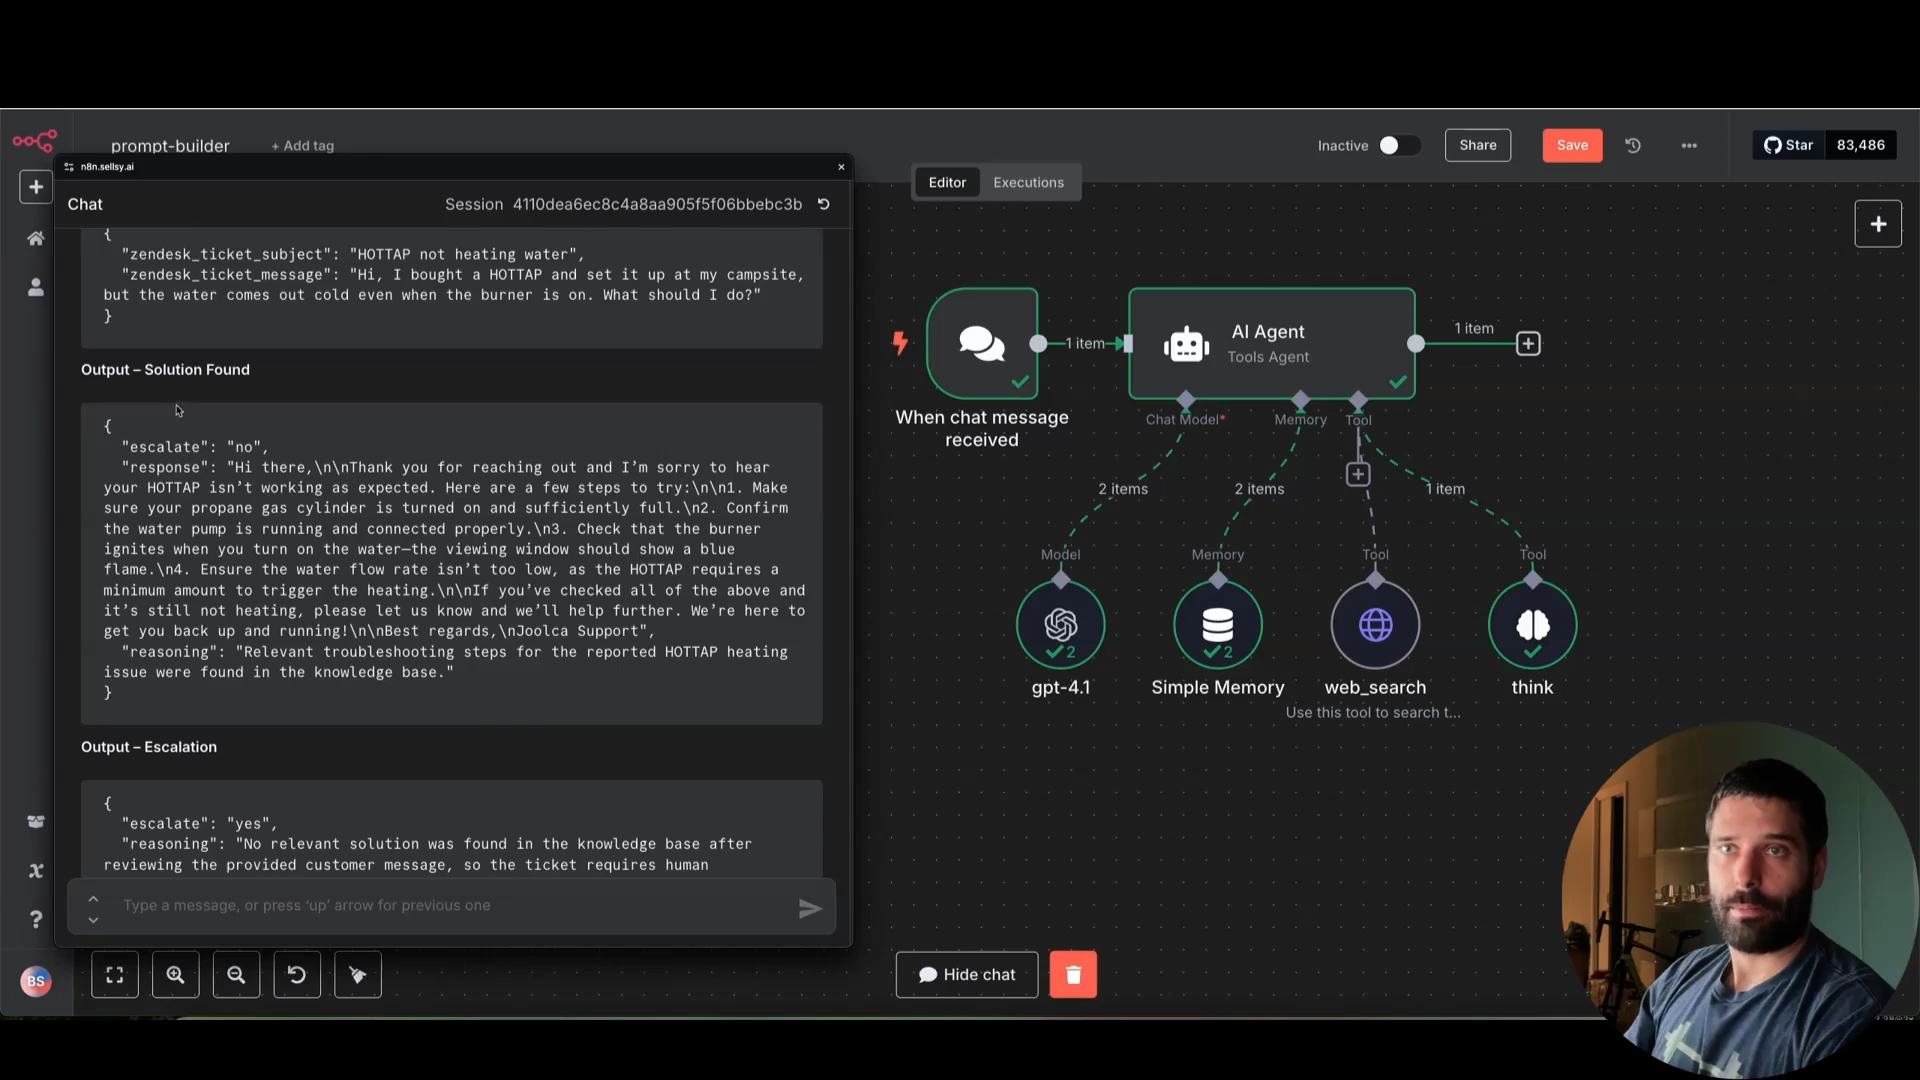 prompt-builder
+ Add tag
Inactive
Share
Save
Star
83,486
n8n.sellsy.ai
Editor
Executions
Chat
Session 4110dea6ec8c4a8aa905f5f06bbebc3b
{
"zendesk_ticket_subject": "HOTTAP not heating water",
"zendesk_ticket_message": "Hi, I bought a HOTTAP and set it up at my campsite,
but the water comes out cold even when the burner is on. What should I do?"
}
Output – Solution Found
{
"escalate": "no",
"response": "Hi there,\n\nThank you for reaching out and I’m sorry to hear
your HOTTAP isn’t working as expected. Here are a few steps to try:\n\n1. Make
sure your propane gas cylinder is turned on and sufficiently full.\n2. Confirm
the water pump is running and connected properly.\n3. Check that the burner
ignites when you turn on the water—the viewing window should show a blue
flame.\n4. Ensure the water flow rate isn’t too low, as the HOTTAP requires a
minimum amount to trigger the heating.\n\nIf you’ve checked all of the above and
it’s still not heating, please let us know and we’ll help further. We’re here to
get you back up and running!\n\nBest regards,\nJoolca Support",
"reasoning": "Relevant troubleshooting steps for the reported HOTTAP heating
issue were found in the knowledge base."
}
Output – Escalation
{
"escalate": "yes",
"reasoning": "No relevant solution was found in the knowledge base after
reviewing the provided customer message, so the ticket requires human
Type a message, or press ‘up’ arrow for previous one
BS
Hide chat
When chat message
received
1 item
AI Agent
Tools Agent
1 item
Chat Model*
Memory
Tool
2 items
2 items
1 item
Model
Memory
Tool
Tool
2
2
gpt-4.1
Simple Memory
web_search
think
Use this tool to search t...